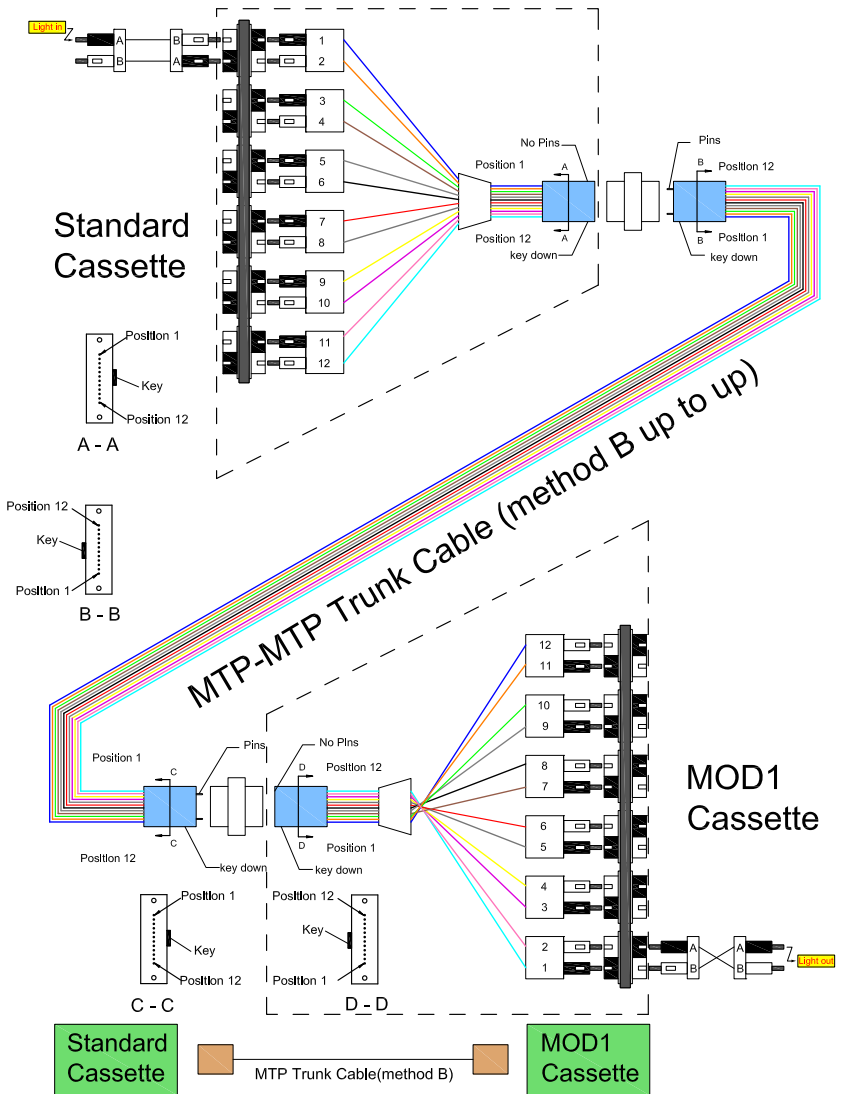 Light in
A
B
B
A
1
2
3
4
5
6
7
8
9
10
11
12
Standard
Cassette
Position 1
Position 12
No Pins
A
A
key down
Pins
B
B
Position 12
Position 1
key down
Position 1
Key
Position 12
A - A
Position 12
Key
Position 1
B - B
MTP-MTP Trunk Cable (method B up to up)
12
11
10
9
8
7
6
5
4
3
2
1
MOD1
Cassette
Position 1
Position 12
C
C
Pins
key down
No Pins
D
D
Position 12
Position 1
key down
A
B
A
B
Light out
Position 1
Key
Position 12
C - C
Position 12
Key
Position 1
D - D
Standard
Cassette
MTP Trunk Cable(method B)
MOD1
Cassette